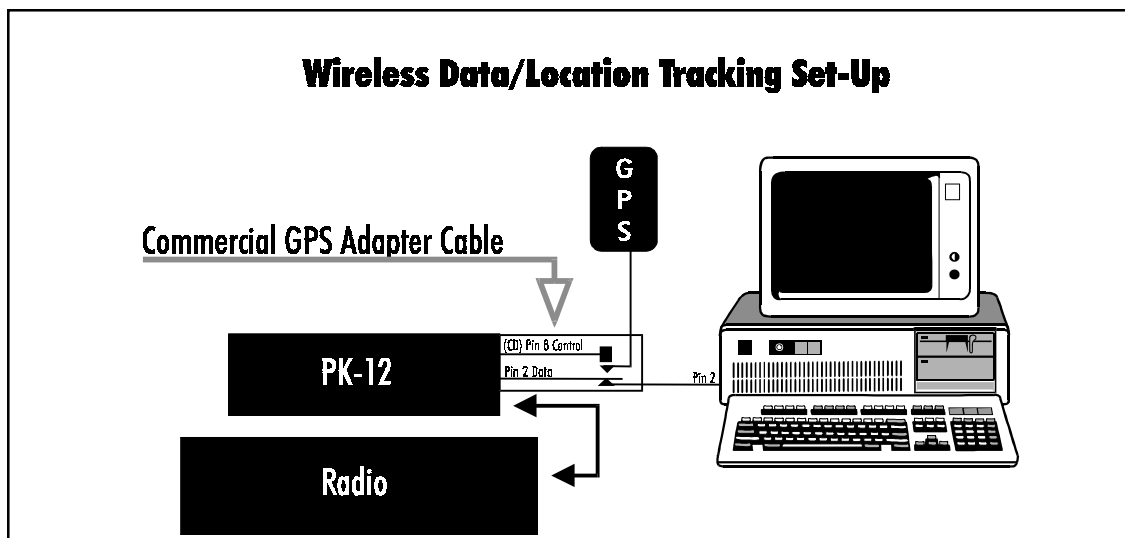 Wireless Data/Location Tracking Set-Up
GPS
Commercial GPS Adapter Cable
(CD) Pin 8 Control
PK-12
Pin 2 Data
Pin 2
Radio